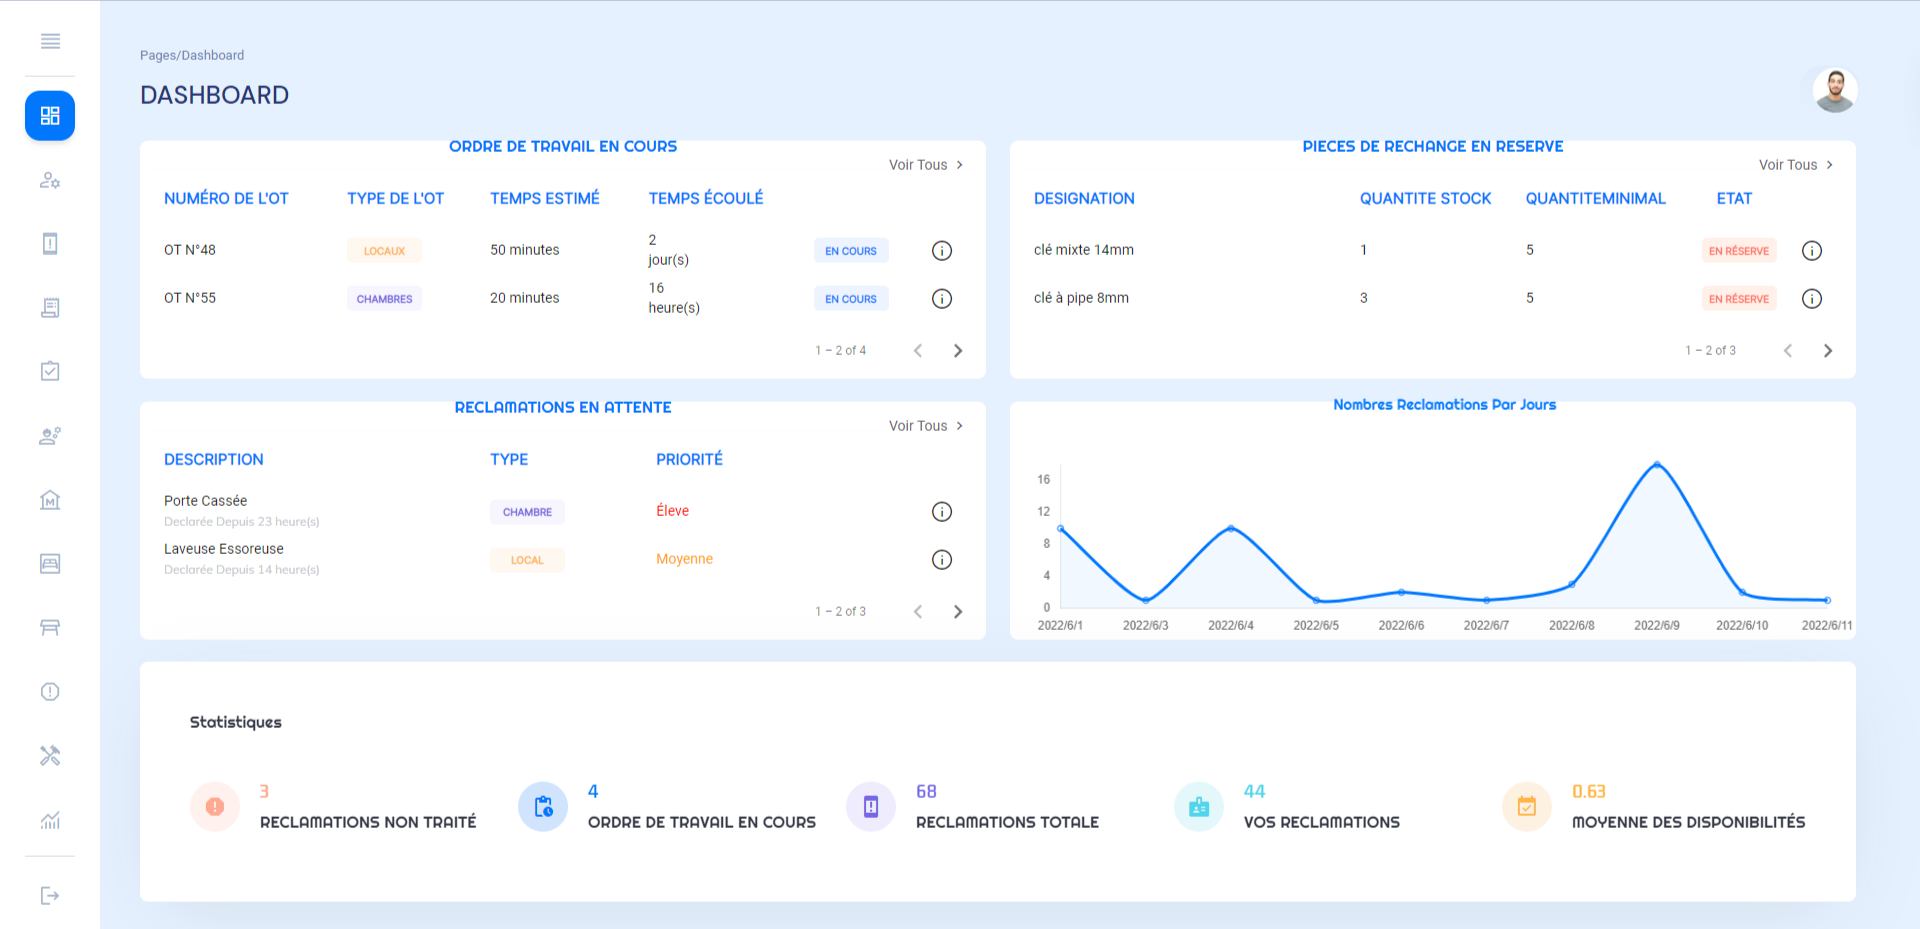 Pages/Dashboard
DASHBOARD
ORDRE DE TRAVAIL EN COURS
Voir Tous
NUMÉRO DE L'OT TYPE DE L'OT TEMPS ESTIMÉ TEMPS ÉCOULÉ
OT N°48 LOCAUX 50 minutes 2 jour(s) EN COURS
OT N°55 CHAMBRES 20 minutes 16 heure(s) EN COURS
1 – 2 of 4
PIECES DE RECHANGE EN RESERVE
Voir Tous
DESIGNATION QUANTITE STOCK QUANTITEMINIMAL ETAT
clé mixte 14mm 1 5 EN RÉSERVE
clé à pipe 8mm 3 5 EN RÉSERVE
1 – 2 of 3
RECLAMATIONS EN ATTENTE
Voir Tous
DESCRIPTION TYPE PRIORITÉ
Porte Cassée
Declarée Depuis 23 heure(s)
CHAMBRE Éleve
Laveuse Essoreuse
Declarée Depuis 14 heure(s)
LOCAL Moyenne
1 – 2 of 3
Nombres Reclamations Par Jours
16
12
8
4
0
2022/6/1 2022/6/3 2022/6/4 2022/6/5 2022/6/6 2022/6/7 2022/6/8 2022/6/9 2022/6/10 2022/6/11
Statistiques
3
RECLAMATIONS NON TRAITÉ
4
ORDRE DE TRAVAIL EN COURS
68
RECLAMATIONS TOTALE
44
VOS RECLAMATIONS
0.63
MOYENNE DES DISPONIBILITÉS